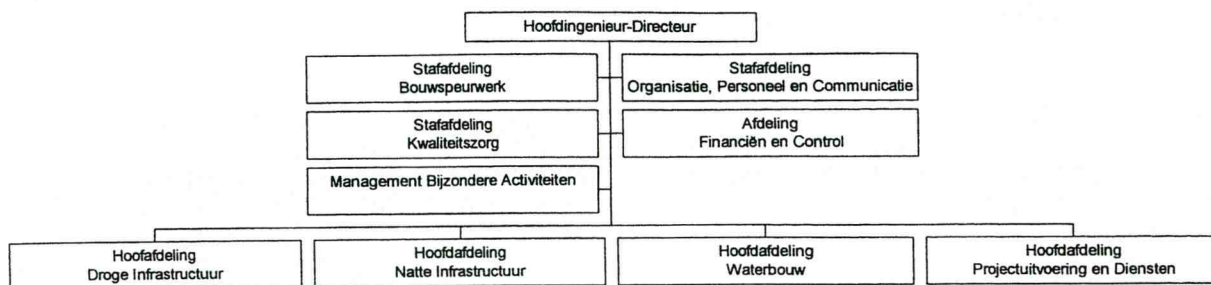 Hoofdingenieur-Directeur
Stafafdeling
Bouwspeurwerk
Stafafdeling
Organisatie, Personeel en Communicatie
Stafafdeling
Kwaliteitszorg
Afdeling
Financiën en Control
Management Bijzondere Activiteiten
Hoofafdeling
Droge Infrastructuur
Hoofdafdeling
Natte Infrastructuur
Hoofdafdeling
Waterbouw
Hoofdafdeling
Projectuitvoering en Diensten